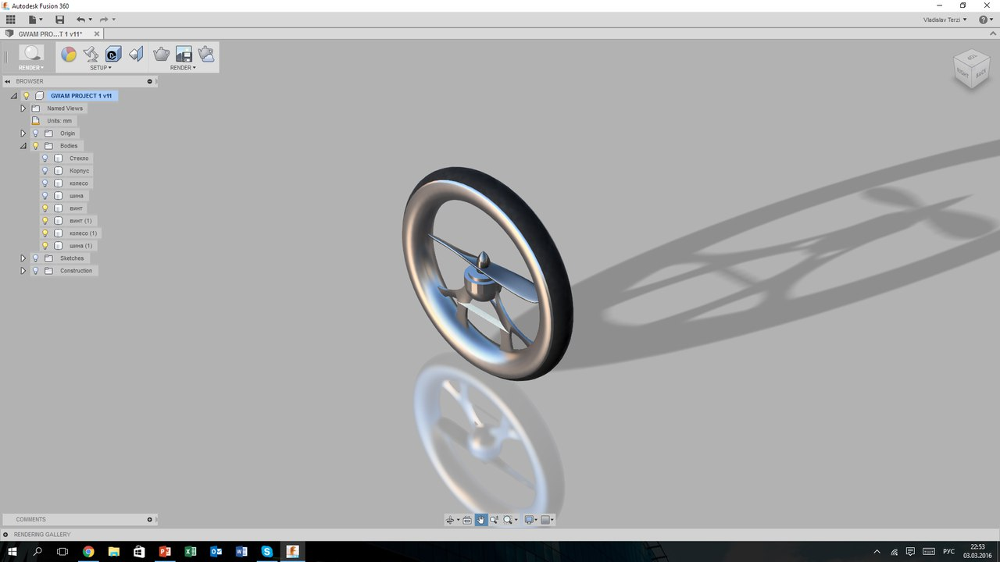 Autodesk Fusion 360
Vladislav Terzi
GWAM PRO...T 1 v11*
RENDER
SETUP
RENDER
TOP
RIGHT
BACK
BROWSER
GWAM PROJECT 1 v11
Named Views
Units: mm
Origin
Bodies
Стекло
Корпус
колесо
шина
винт
винт (1)
колесо (1)
шина (1)
Sketches
Construction
COMMENTS
RENDERING GALLERY
РУС
22:53
03.03.2016